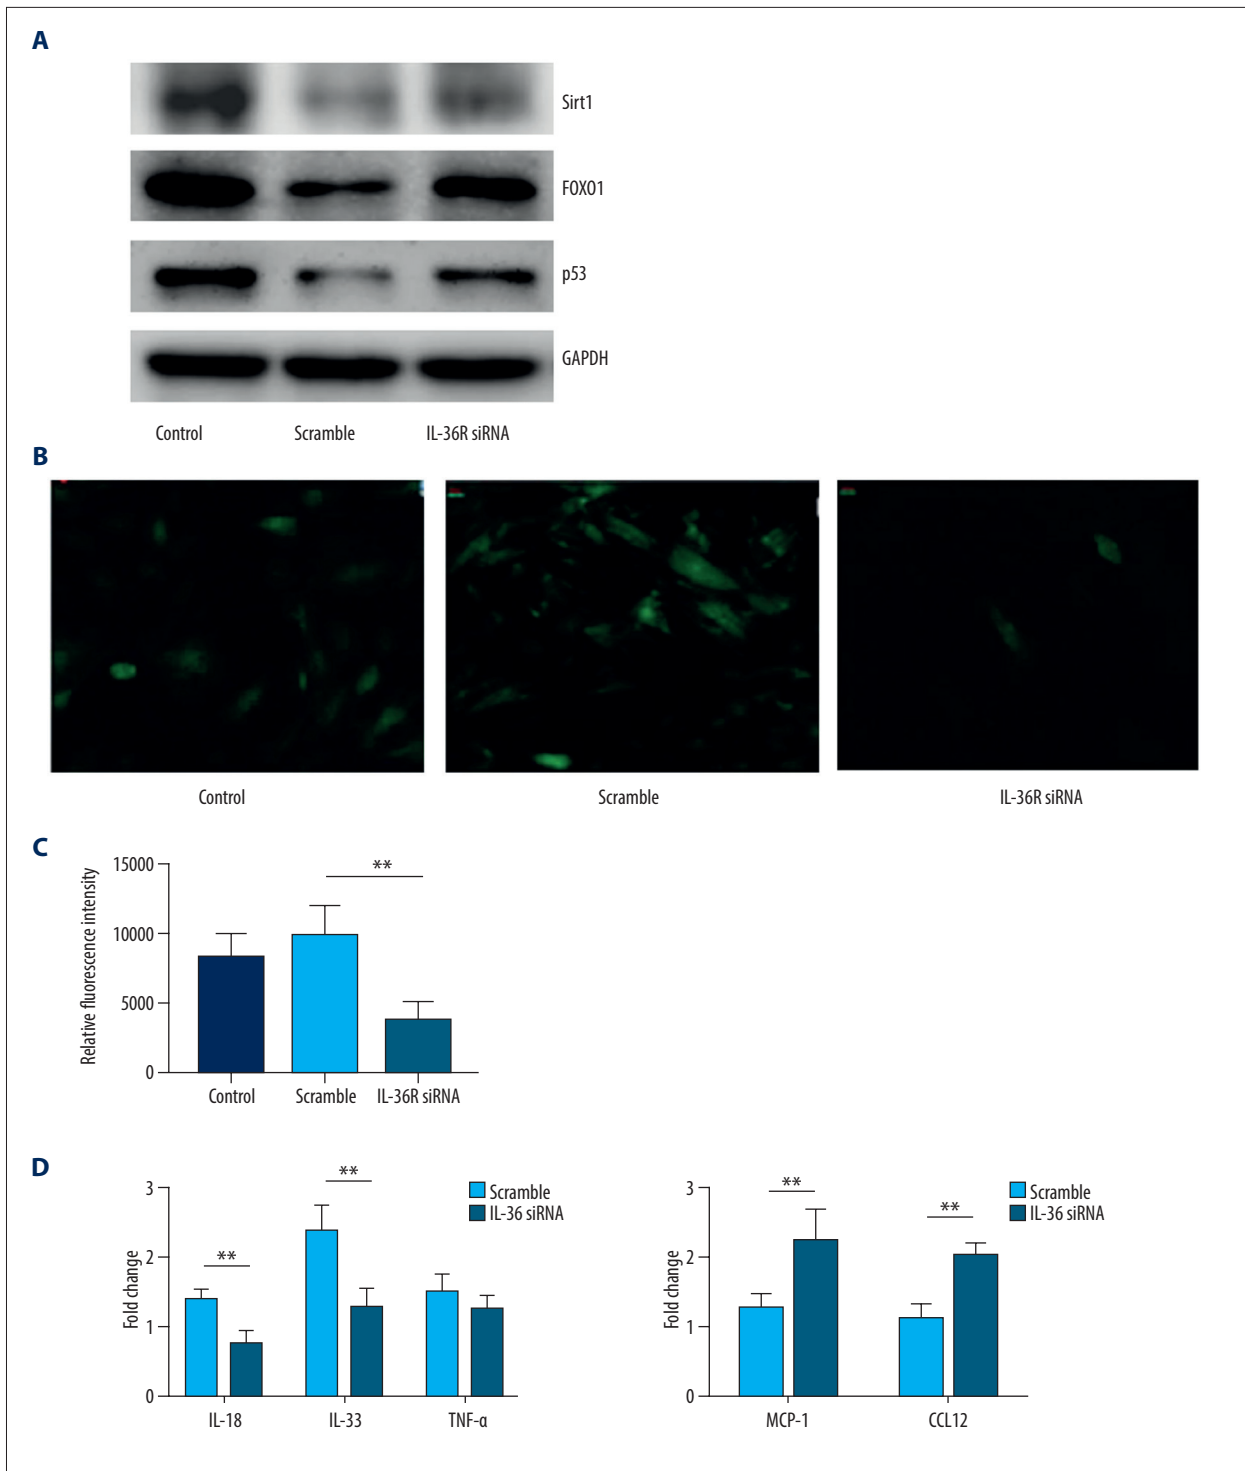 A
Sirt1
FOXO1
p53
GAPDH
Control Scramble IL-36R siRNA
B
Control Scramble IL-36R siRNA
C
15000
10000
5000
0
Relative fluorescence intensity
**
Control Scramble IL-36R siRNA
D
3
2
1
0
Fold change
**
**
Scramble
IL-36 siRNA
IL-18 IL-33 TNF-α
3
2
1
0
Fold change
**
**
Scramble
IL-36 siRNA
MCP-1 CCL12